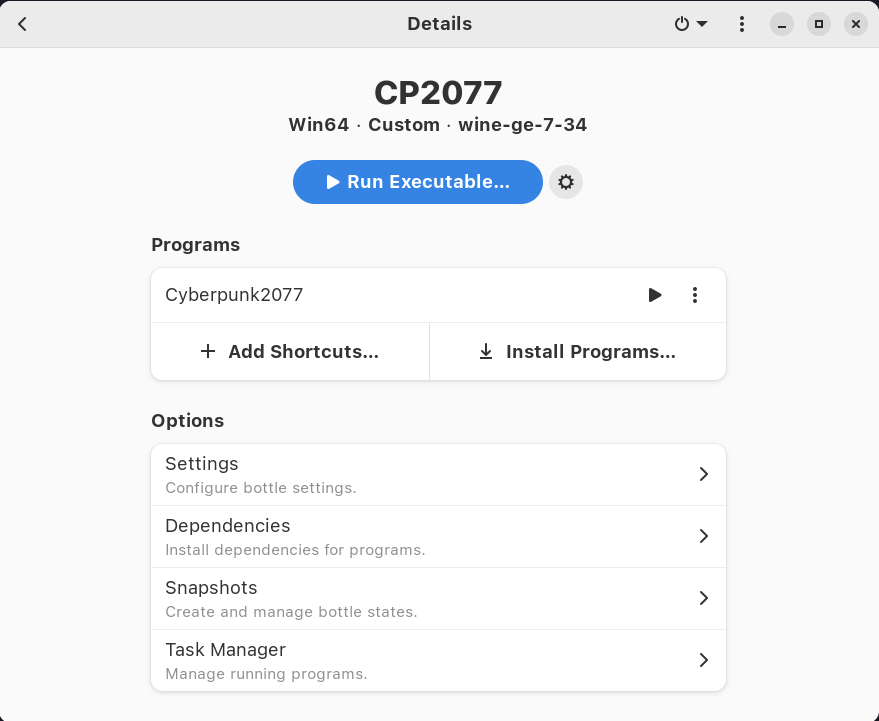 Details
CP2077
Win64 · Custom · wine-ge-7-34
Run Executable...
Programs
Cyberpunk2077
Add Shortcuts...
Install Programs...
Options
Settings
Configure bottle settings.
Dependencies
Install dependencies for programs.
Snapshots
Create and manage bottle states.
Task Manager
Manage running programs.